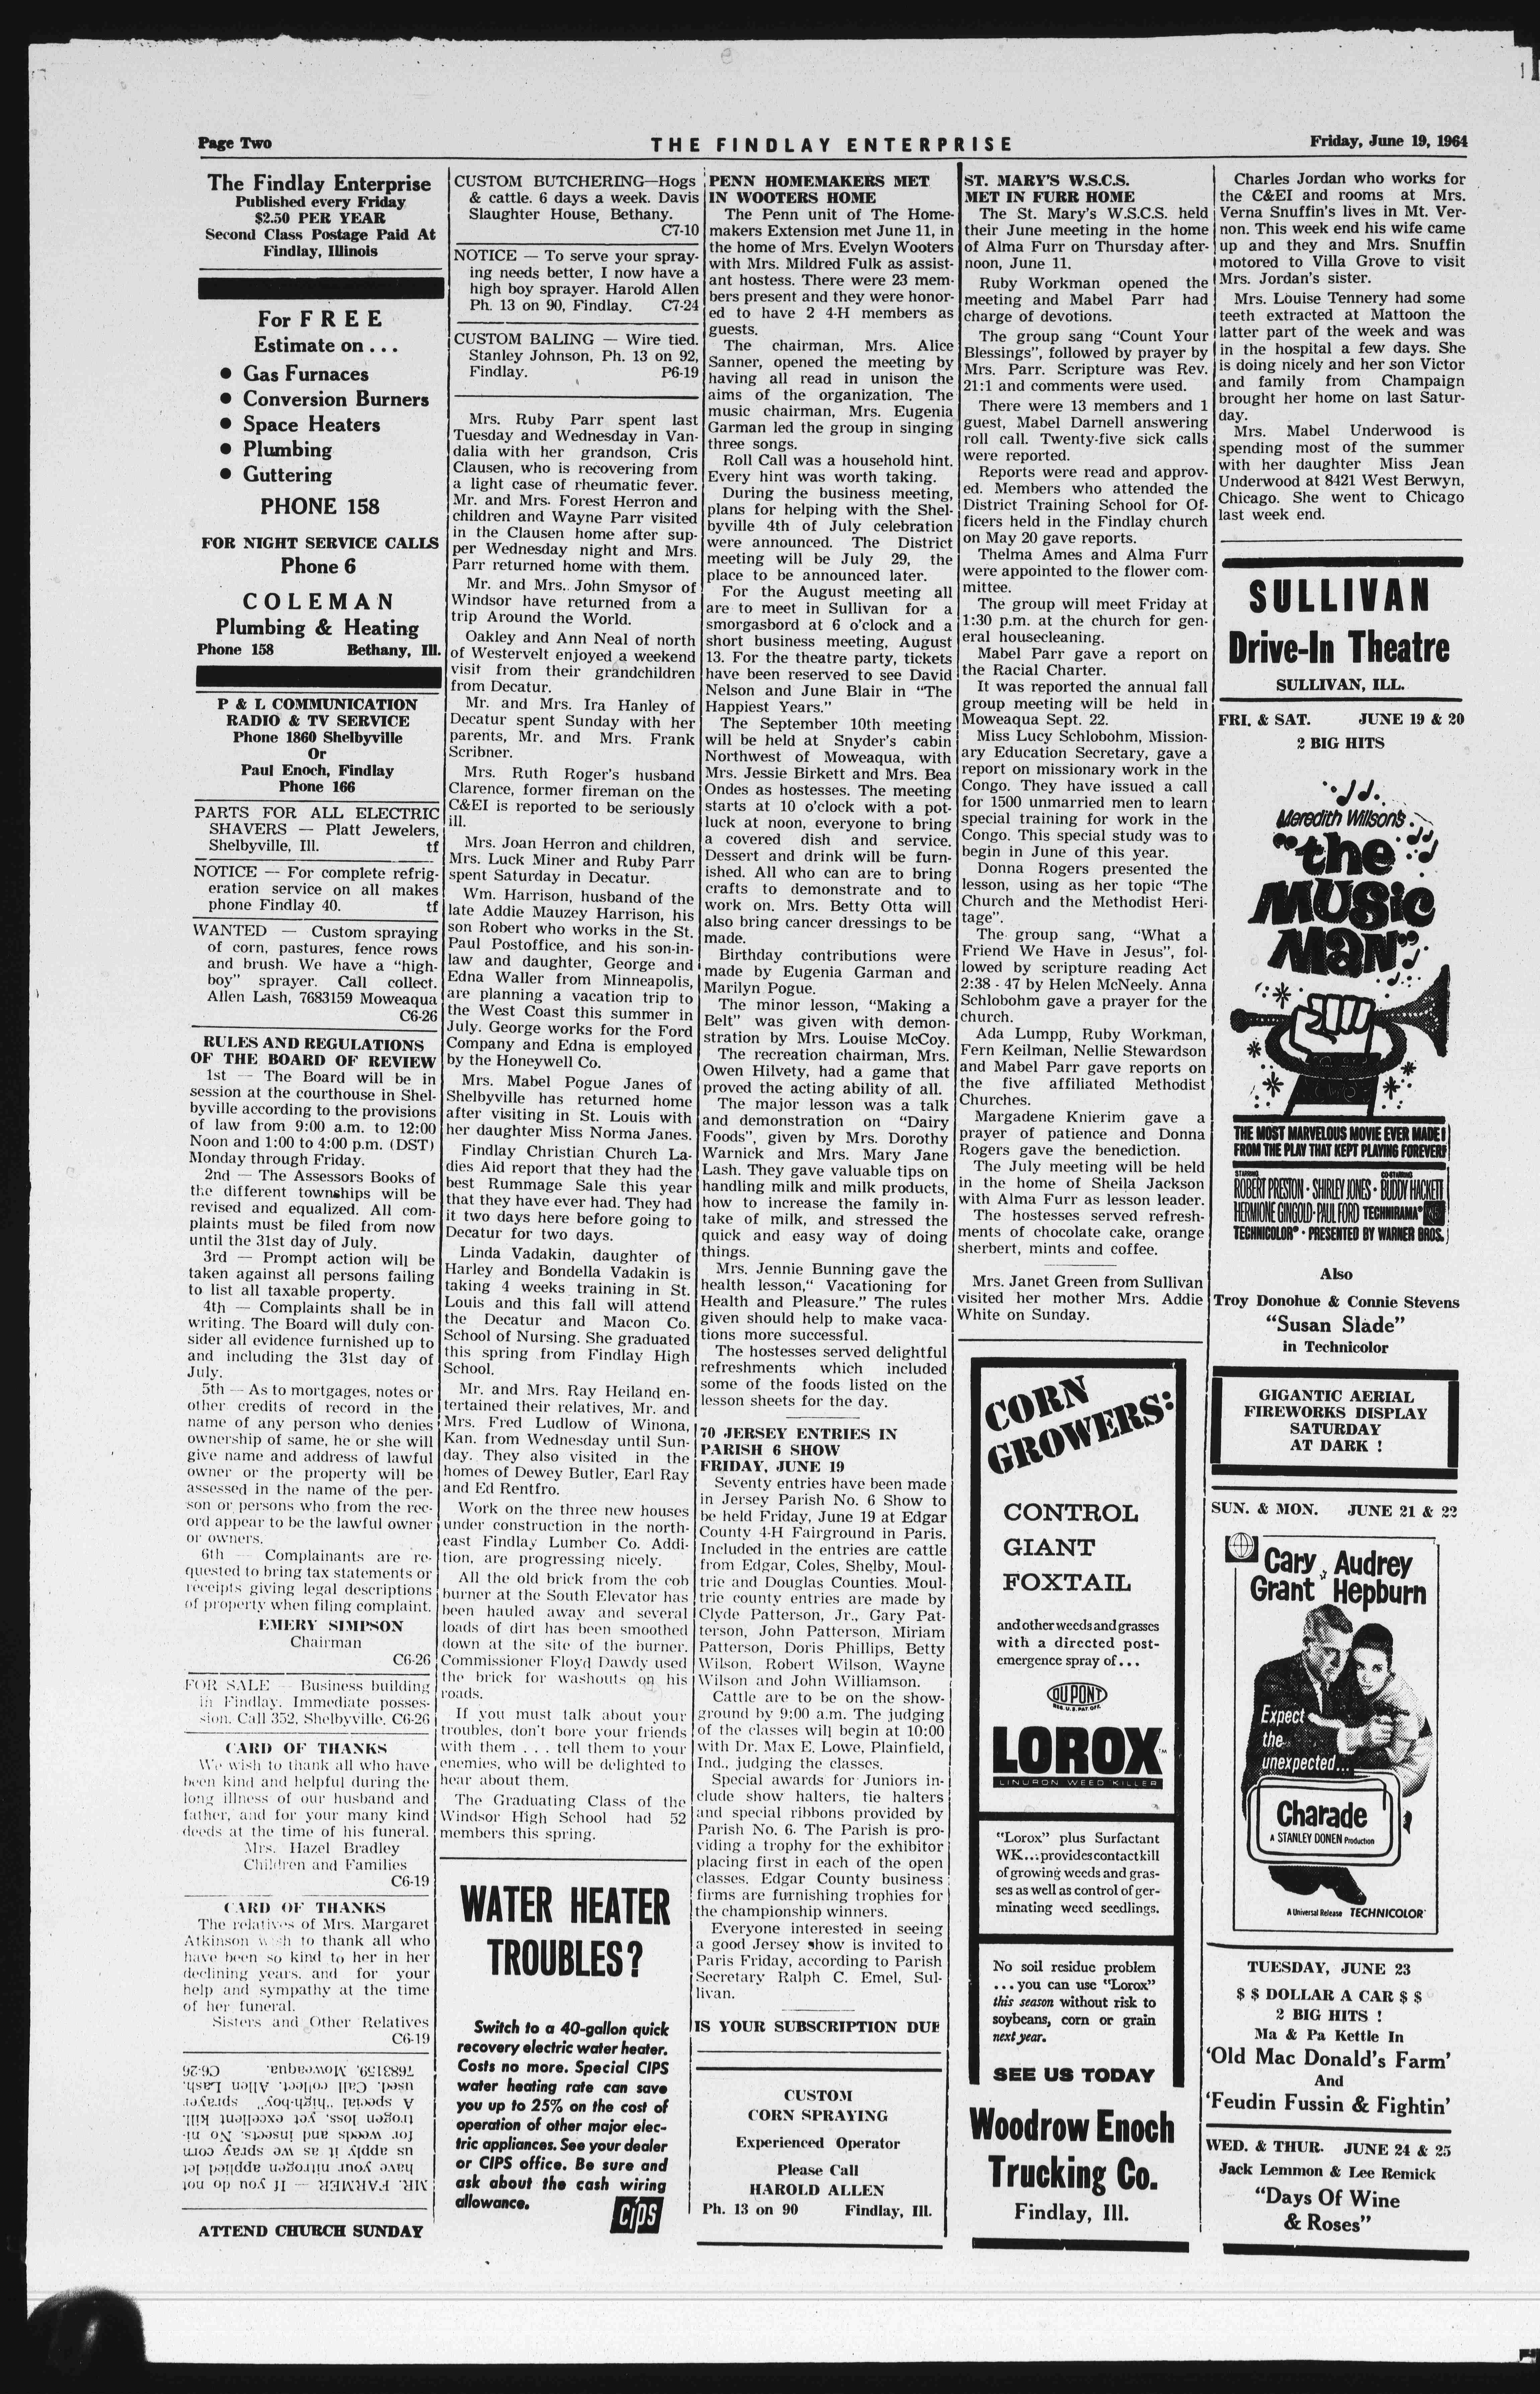 Page Two
THE FINDLAY ENTERPRISE
Friday, June 19, 1964
The Findlay Enterprise
Published every Friday
$2.50 PER YEAR
Second Class Postage Paid At
Findlay, Illinois
For FREE
Estimate on . . .
● Gas Furnaces
● Conversion Burners
● Space Heaters
● Plumbing
● Guttering
PHONE 158
FOR NIGHT SERVICE CALLS
Phone 6
COLEMAN
Plumbing & Heating
Phone 158 Bethany, Ill.
P & L COMMUNICATION
RADIO & TV SERVICE
Phone 1860 Shelbyville
Or
Paul Enoch, Findlay
Phone 166
PARTS FOR ALL ELECTRIC
SHAVERS — Platt Jewelers,
Shelbyville, Ill. tf
NOTICE — For complete refrig-
eration service on all makes
phone Findlay 40. tf
WANTED — Custom spraying
of corn, pastures, fence rows
and brush. We have a "high-
boy" sprayer. Call collect.
Allen Lash, 7683159 Moweaqua
C6-26
RULES AND REGULATIONS
OF THE BOARD OF REVIEW
1st — The Board will be in
session at the courthouse in Shel-
byville according to the provisions
of law from 9:00 a.m. to 12:00
Noon and 1:00 to 4:00 p.m. (DST)
Monday through Friday.
2nd — The Assessors Books of
the different townships will be
revised and equalized. All com-
plaints must be filed from now
until the 31st day of July.
3rd — Prompt action will be
taken against all persons failing
to list all taxable property.
4th — Complaints shall be in
writing. The Board will duly con-
sider all evidence furnished up to
and including the 31st day of
July.
5th — As to mortgages, notes or
other credits of record in the
name of any person who denies
ownership of same, he or she will
give name and address of lawful
owner or the property will be
assessed in the name of the per-
son or persons who from the rec-
ord appear to be the lawful owner
or owners.
6th — Complainants are re-
quested to bring tax statements or
receipts giving legal descriptions
of property when filing complaint.
EMERY SIMPSON
Chairman
C6-26
FOR SALE — Business building
in Findlay. Immediate posses-
sion. Call 352, Shelbyville. C6-26
CARD OF THANKS
We wish to thank all who have
been kind and helpful during the
long illness of our husband and
father, and for your many kind
deeds at the time of his funeral.
Mrs. Hazel Bradley
Children and Families
C6-19
CARD OF THANKS
The relatives of Mrs. Margaret
Atkinson wish to thank all who
have been so kind to her in her
declining years, and for your
help and sympathy at the time
of her funeral.
Sisters and Other Relatives
C6-19
MR. FARMER — If you do not
have your nitrogen applied let
us apply it as we spray corn
for weeds and insects. No ni-
trogen loss, yet excellent kill.
A special "high-boy" sprayer
used. Call collect, Allen Lash,
7683159, Moweaqua. C6-26
ATTEND CHURCH SUNDAY
CUSTOM BUTCHERING—Hogs
& cattle. 6 days a week. Davis
Slaughter House, Bethany.
C7-10
NOTICE — To serve your spray-
ing needs better, I now have a
high boy sprayer. Harold Allen
Ph. 13 on 90, Findlay. C7-24
CUSTOM BALING — Wire tied.
Stanley Johnson, Ph. 13 on 92,
Findlay. P6-19
Mrs. Ruby Parr spent last
Tuesday and Wednesday in Van-
dalia with her grandson, Cris
Clausen, who is recovering from
a light case of rheumatic fever.
Mr. and Mrs. Forest Herron and
children and Wayne Parr visited
in the Clausen home after sup-
per Wednesday night and Mrs.
Parr returned home with them.
Mr. and Mrs. John Smysor of
Windsor have returned from a
trip Around the World.
Oakley and Ann Neal of north
of Westervelt enjoyed a weekend
visit from their grandchildren
from Decatur.
Mr. and Mrs. Ira Hanley of
Decatur spent Sunday with her
parents, Mr. and Mrs. Frank
Scribner.
Mrs. Ruth Roger's husband
Clarence, former fireman on the
C&EI is reported to be seriously
ill.
Mrs. Joan Herron and children,
Mrs. Luck Miner and Ruby Parr
spent Saturday in Decatur.
Wm. Harrison, husband of the
late Addie Mauzey Harrison, his
son Robert who works in the St.
Paul Postoffice, and his son-in-
law and daughter, George and
Edna Waller from Minneapolis,
are planning a vacation trip to
the West Coast this summer in
July. George works for the Ford
Company and Edna is employed
by the Honeywell Co.
Mrs. Mabel Pogue Janes of
Shelbyville has returned home
after visiting in St. Louis with
her daughter Miss Norma Janes.
Findlay Christian Church La-
dies Aid report that they had the
best Rummage Sale this year
that they have ever had. They had
it two days here before going to
Decatur for two days.
Linda Vadakin, daughter of
Harley and Bondella Vadakin is
taking 4 weeks training in St.
Louis and this fall will attend
the Decatur and Macon Co.
School of Nursing. She graduated
this spring from Findlay High
School.
Mr. and Mrs. Ray Heiland en-
tertained their relatives, Mr. and
Mrs. Fred Ludlow of Winona,
Kan. from Wednesday until Sun-
day. They also visited in the
homes of Dewey Butler, Earl Ray
and Ed Rentfro.
Work on the three new houses
under construction in the north-
east Findlay Lumber Co. Addi-
tion, are progressing nicely.
All the old brick from the cob
burner at the South Elevator has
been hauled away and several
loads of dirt has been smoothed
down at the site of the burner.
Commissioner Floyd Dawdy used
the brick for washouts on his
roads.
If you must talk about your
troubles, don't bore your friends
with them . . . tell them to your
enemies, who will be delighted to
hear about them.
The Graduating Class of the
Windsor High School had 52
members this spring.
WATER HEATER
TROUBLES?
Switch to a 40-gallon quick
recovery electric water heater.
Costs no more. Special CIPS
water heating rate can save
you up to 25% on the cost of
operation of other major elec-
tric appliances. See your dealer
or CIPS office. Be sure and
ask about the cash wiring
allowance.
CIPS
PENN HOMEMAKERS MET
IN WOOTERS HOME
The Penn unit of The Home-
makers Extension met June 11, in
the home of Mrs. Evelyn Wooters
with Mrs. Mildred Fulk as assist-
ant hostess. There were 23 mem-
bers present and they were honor-
ed to have 2 4-H members as
guests.
The chairman, Mrs. Alice
Sanner, opened the meeting by
having all read in unison the
aims of the organization. The
music chairman, Mrs. Eugenia
Garman led the group in singing
three songs.
Roll Call was a household hint.
Every hint was worth taking.
During the business meeting,
plans for helping with the Shel-
byville 4th of July celebration
were announced. The District
meeting will be July 29, the
place to be announced later.
For the August meeting all
are to meet in Sullivan for a
smorgasbord at 6 o'clock and a
short business meeting, August
13. For the theatre party, tickets
have been reserved to see David
Nelson and June Blair in "The
Happiest Years."
The September 10th meeting
will be held at Snyder's cabin
Northwest of Moweaqua, with
Mrs. Jessie Birkett and Mrs. Bea
Ondes as hostesses. The meeting
starts at 10 o'clock with a pot-
luck at noon, everyone to bring
a covered dish and service.
Dessert and drink will be furn-
ished. All who can are to bring
crafts to demonstrate and to
work on. Mrs. Betty Otta will
also bring cancer dressings to be
made.
Birthday contributions were
made by Eugenia Garman and
Marilyn Pogue.
The minor lesson, "Making a
Belt" was given with demon-
stration by Mrs. Louise McCoy.
The recreation chairman, Mrs.
Owen Hilvety, had a game that
proved the acting ability of all.
The major lesson was a talk
and demonstration on "Dairy
Foods", given by Mrs. Dorothy
Warnick and Mrs. Mary Jane
Lash. They gave valuable tips on
handling milk and milk products,
how to increase the family in-
take of milk, and stressed the
quick and easy way of doing
things.
Mrs. Jennie Bunning gave the
health lesson," Vacationing for
Health and Pleasure." The rules
given should help to make vaca-
tions more successful.
The hostesses served delightful
refreshments which included
some of the foods listed on the
lesson sheets for the day.
70 JERSEY ENTRIES IN
PARISH 6 SHOW
FRIDAY, JUNE 19
Seventy entries have been made
in Jersey Parish No. 6 Show to
be held Friday, June 19 at Edgar
County 4-H Fairground in Paris.
Included in the entries are cattle
from Edgar, Coles, Shelby, Moul-
trie and Douglas Counties. Moul-
trie county entries are made by
Clyde Patterson, Jr., Gary Pat-
terson, John Patterson, Miriam
Patterson, Doris Phillips, Betty
Wilson, Robert Wilson, Wayne
Wilson and John Williamson.
Cattle are to be on the show-
ground by 9:00 a.m. The judging
of the classes will begin at 10:00
with Dr. Max E. Lowe, Plainfield,
Ind., judging the classes.
Special awards for Juniors in-
clude show halters, tie halters
and special ribbons provided by
Parish No. 6. The Parish is pro-
viding a trophy for the exhibitor
placing first in each of the open
classes. Edgar County business
firms are furnishing trophies for
the championship winners.
Everyone interested in seeing
a good Jersey show is invited to
Paris Friday, according to Parish
Secretary Ralph C. Emel, Sul-
livan.
IS YOUR SUBSCRIPTION DUE
CUSTOM
CORN SPRAYING
Experienced Operator
Please Call
HAROLD ALLEN
Ph. 13 on 90 Findlay, Ill.
ST. MARY'S W.S.C.S.
MET IN FURR HOME
The St. Mary's W.S.C.S. held
their June meeting in the home
of Alma Furr on Thursday after-
noon, June 11.
Ruby Workman opened the
meeting and Mabel Parr had
charge of devotions.
The group sang "Count Your
Blessings", followed by prayer by
Mrs. Parr. Scripture was Rev.
21:1 and comments were used.
There were 13 members and 1
guest, Mabel Darnell answering
roll call. Twenty-five sick calls
were reported.
Reports were read and approv-
ed. Members who attended the
District Training School for Of-
ficers held in the Findlay church
on May 20 gave reports.
Thelma Ames and Alma Furr
were appointed to the flower com-
mittee.
The group will meet Friday at
1:30 p.m. at the church for gen-
eral housecleaning.
Mabel Parr gave a report on
the Racial Charter.
It was reported the annual fall
group meeting will be held in
Moweaqua Sept. 22.
Miss Lucy Schlobohm, Mission-
ary Education Secretary, gave a
report on missionary work in the
Congo. They have issued a call
for 1500 unmarried men to learn
special training for work in the
Congo. This special study was to
begin in June of this year.
Donna Rogers presented the
lesson, using as her topic "The
Church and the Methodist Heri-
tage".
The group sang, "What a
Friend We Have in Jesus", fol-
lowed by scripture reading Act
2:38 - 47 by Helen McNeely. Anna
Schlobohm gave a prayer for the
church.
Ada Lumpp, Ruby Workman,
Fern Keilman, Nellie Stewardson
and Mabel Parr gave reports on
the five affiliated Methodist
Churches.
Margadene Knierim gave a
prayer of patience and Donna
Rogers gave the benediction.
The July meeting will be held
in the home of Sheila Jackson
with Alma Furr as lesson leader.
The hostesses served refresh-
ments of chocolate cake, orange
sherbert, mints and coffee.
Mrs. Janet Green from Sullivan
visited her mother Mrs. Addie
White on Sunday.
CORN
GROWERS:
CONTROL
GIANT
FOXTAIL
and other weeds and grasses
with a directed post-
emergence spray of...
DU PONT
REG. U.S. PAT. OFF.
LOROX™
LINURON WEED KILLER
"Lorox" plus Surfactant
WK...provides contact kill
of growing weeds and gras-
ses as well as control of ger-
minating weed seedlings.
No soil residue problem
...you can use "Lorox"
this season without risk to
soybeans, corn or grain
next year.
SEE US TODAY
Woodrow Enoch
Trucking Co.
Findlay, Ill.
Charles Jordan who works for
the C&EI and rooms at Mrs.
Verna Snuffin's lives in Mt. Ver-
non. This week end his wife came
up and they and Mrs. Snuffin
motored to Villa Grove to visit
Mrs. Jordan's sister.
Mrs. Louise Tennery had some
teeth extracted at Mattoon the
latter part of the week and was
in the hospital a few days. She
is doing nicely and her son Victor
and family from Champaign
brought her home on last Satur-
day.
Mrs. Mabel Underwood is
spending most of the summer
with her daughter Miss Jean
Underwood at 8421 West Berwyn,
Chicago. She went to Chicago
last week end.
SULLIVAN
Drive-In Theatre
SULLIVAN, ILL.
FRI. & SAT. JUNE 19 & 20
2 BIG HITS
Meredith Willson's
"the
MUSIC
MAN"
THE MOST MARVELOUS MOVIE EVER MADE!
FROM THE PLAY THAT KEPT PLAYING FOREVER!
STARRING CO-STARRING
ROBERT PRESTON · SHIRLEY JONES · BUDDY HACKETT
HERMIONE GINGOLD · PAUL FORD TECHNIRAMA®
TECHNICOLOR® · PRESENTED BY WARNER BROS.
Also
Troy Donohue & Connie Stevens
"Susan Slade"
in Technicolor
GIGANTIC AERIAL
FIREWORKS DISPLAY
SATURDAY
AT DARK !
SUN. & MON. JUNE 21 & 22
Cary Audrey
Grant Hepburn
Expect
the
unexpected...
Charade
A STANLEY DONEN Production
A Universal Release TECHNICOLOR®
TUESDAY, JUNE 23
$ $ DOLLAR A CAR $ $
2 BIG HITS !
Ma & Pa Kettle In
'Old Mac Donald's Farm'
And
'Feudin Fussin & Fightin'
WED. & THUR. JUNE 24 & 25
Jack Lemmon & Lee Remick
"Days Of Wine
& Roses"